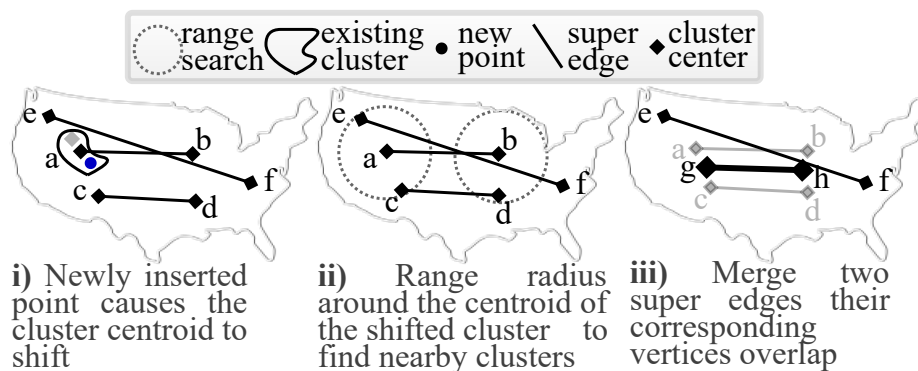 range search
existing cluster
new point
super edge
cluster center
e
a
b
c
d
f
e
a
b
c
d
f
e
a
b
g
h
c
d
f
i) Newly inserted
point causes the
cluster centroid to
shift
ii) Range radius
around the centroid of
the shifted cluster to
find nearby clusters
iii) Merge two
super edges their
corresponding
vertices overlap